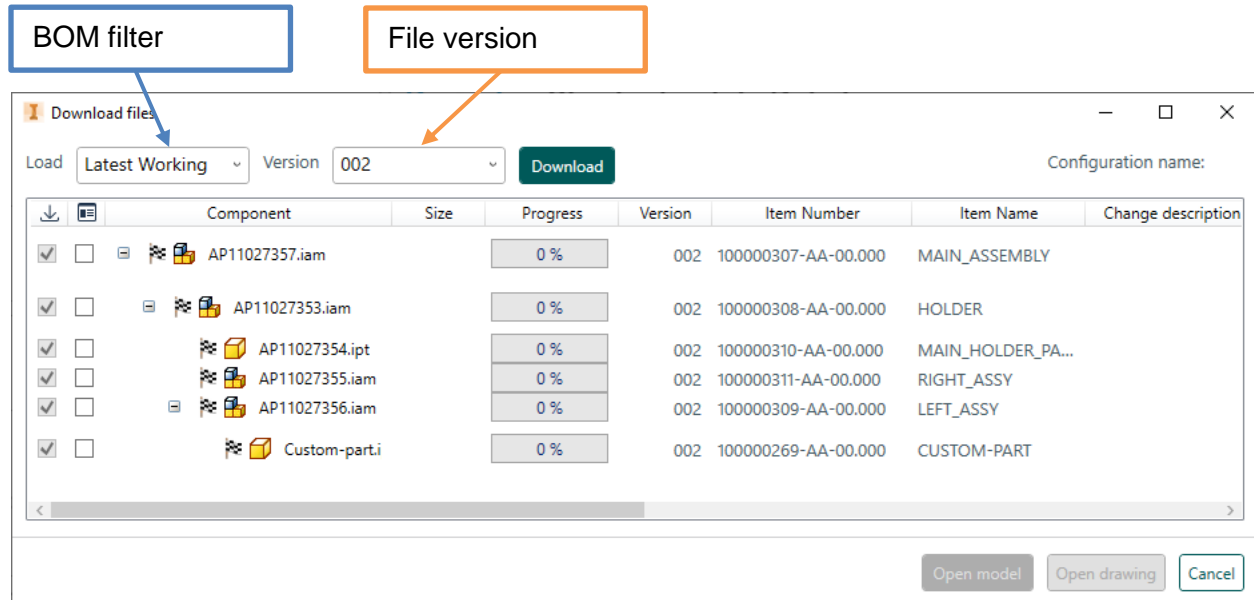 BOM filter
File version
Download files
Load Latest Working Version 002 Download Configuration name:
Component Size Progress Version Item Number Item Name Change description
AP11027357.iam 0 % 002 100000307-AA-00.000 MAIN_ASSEMBLY
AP11027353.iam 0 % 002 100000308-AA-00.000 HOLDER
AP11027354.ipt 0 % 002 100000310-AA-00.000 MAIN_HOLDER_PA...
AP11027355.iam 0 % 002 100000311-AA-00.000 RIGHT_ASSY
AP11027356.iam 0 % 002 100000309-AA-00.000 LEFT_ASSY
Custom-part.i 0 % 002 100000269-AA-00.000 CUSTOM-PART
Open model Open drawing Cancel